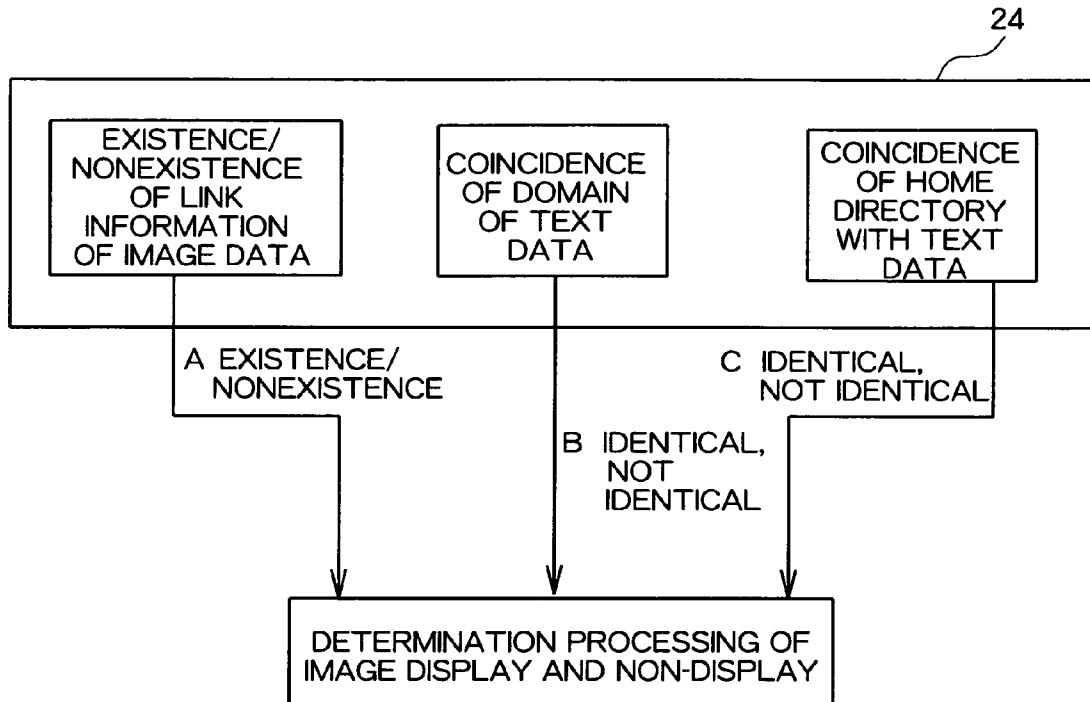 24
EXISTENCE/
NONEXISTENCE
OF LINK
INFORMATION
OF IMAGE DATA
COINCIDENCE
OF DOMAIN
OF TEXT
DATA
COINCIDENCE
OF HOME
DIRECTORY
WITH TEXT
DATA
A EXISTENCE/
NONEXISTENCE
C IDENTICAL,
NOT IDENTICAL
B IDENTICAL,
NOT
IDENTICAL
DETERMINATION PROCESSING OF
IMAGE DISPLAY AND NON-DISPLAY